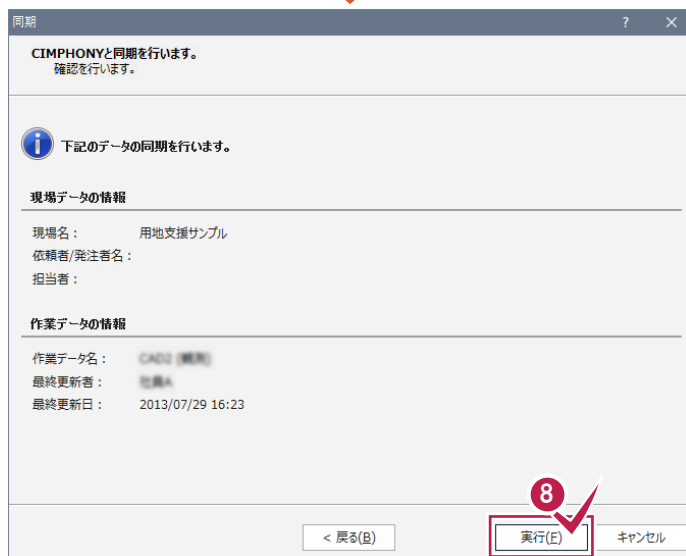 同期 ? ×
CIMPHONYと同期を行います。
確認を行います。
下記のデータの同期を行います。
現場データの情報
現場名： 用地支援サンプル
依頼者/発注者名：
担当者：
作業データの情報
作業データ名：
最終更新者：
最終更新日： 2013/07/29 16:23
8
< 戻る(B) 実行(F) キャンセル